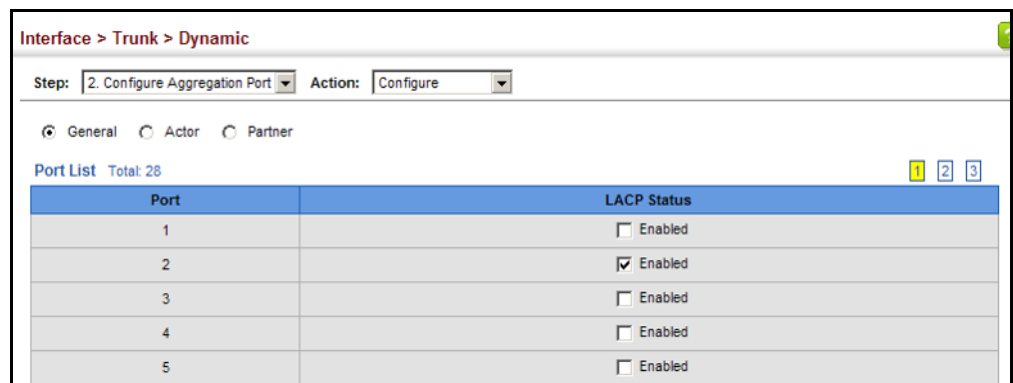 Interface > Trunk > Dynamic
Step: 2. Configure Aggregation Port Action: Configure
General Actor Partner
Port List Total: 28 1 2 3
Port LACP Status
1 Enabled
2 Enabled
3 Enabled
4 Enabled
5 Enabled